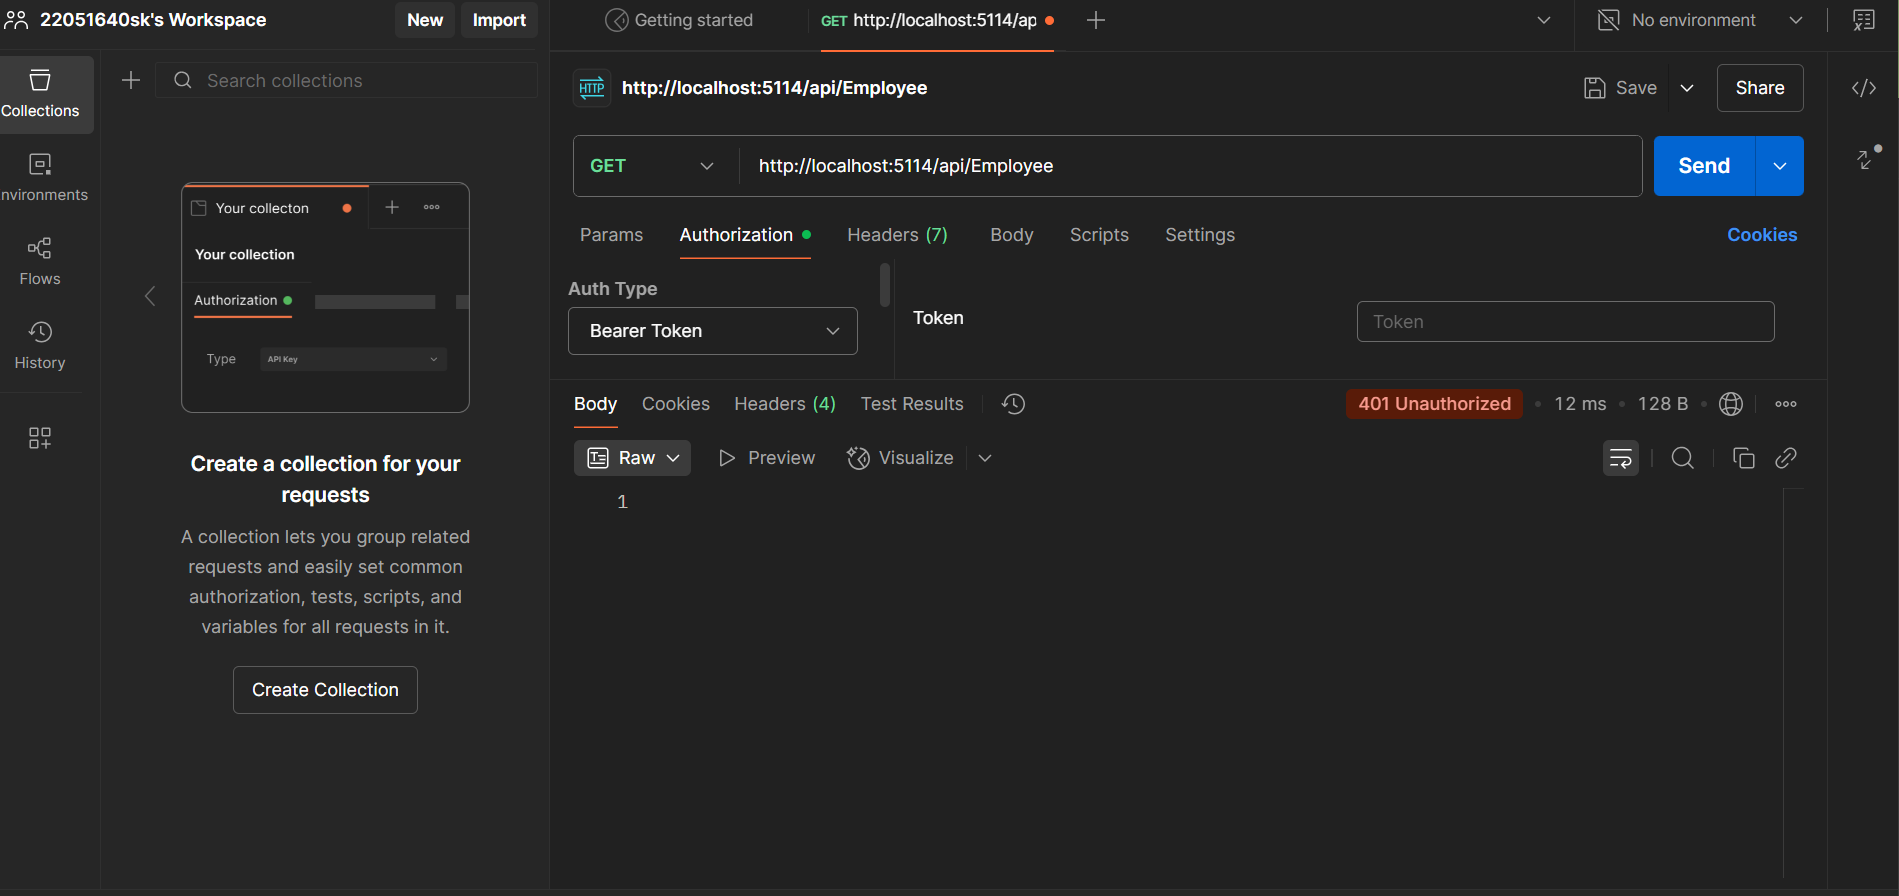 22051640sk's Workspace
New
Import
Getting started
GET http://localhost:5114/ap
No environment
Collections
Search collections
http://localhost:5114/api/Employee
Save
Share
nvironments
GET
http://localhost:5114/api/Employee
Send
Your collecton
Your collection
Params
Authorization
Headers (7)
Body
Scripts
Settings
Cookies
Flows
Authorization
Auth Type
Bearer Token
Token
Token
History
Type
API Key
Body
Cookies
Headers (4)
Test Results
401 Unauthorized
12 ms
128 B
Raw
Preview
Visualize
1
Create a collection for your
requests
A collection lets you group related
requests and easily set common
authorization, tests, scripts, and
variables for all requests in it.
Create Collection